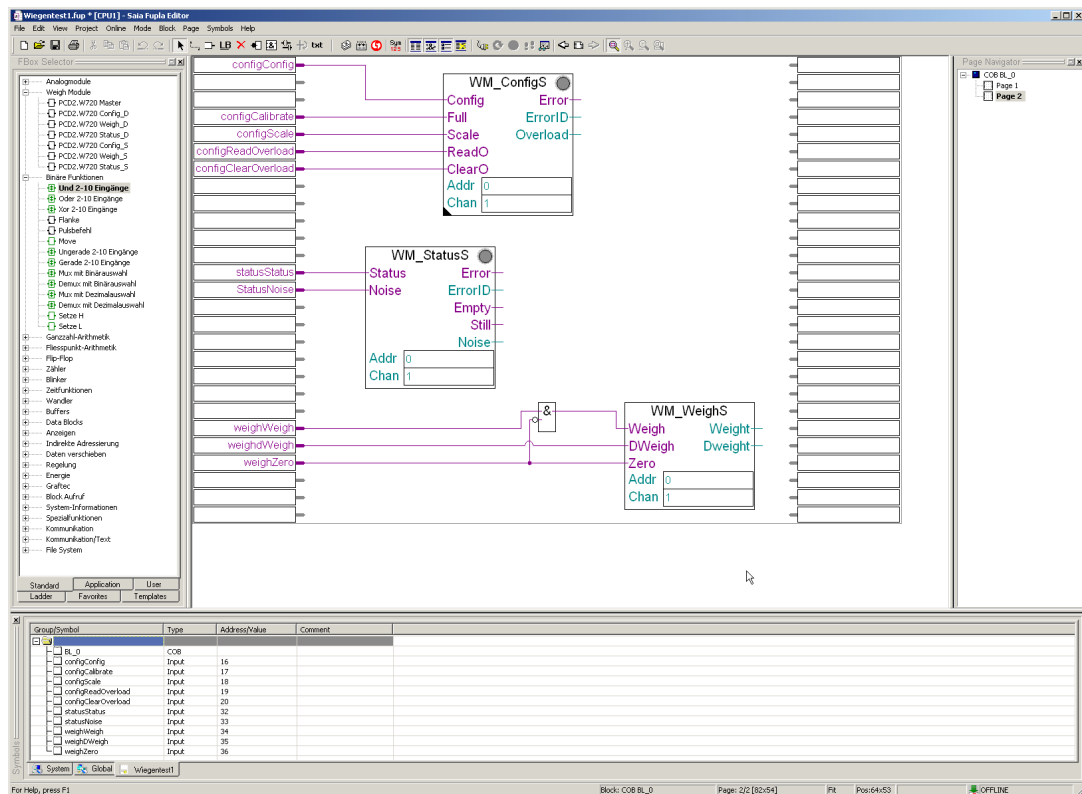 Wiegentest1.fup * [CPU1] - Saia Fupla Editor
File Edit View Project Online Mode Block Page Symbols Help
LB
txt
FBox Selector
Analogmodule
Weigh Module
PCD2.W720 Master
PCD2.W720 Config_D
PCD2.W720 Weigh_D
PCD2.W720 Status_D
PCD2.W720 Config_S
PCD2.W720 Weigh_S
PCD2.W720 Status_S
Binäre Funktionen
Und 2-10 Eingänge
Oder 2-10 Eingänge
Xor 2-10 Eingänge
Flanke
Pulsbefehl
Move
Ungerade 2-10 Eingänge
Gerade 2-10 Eingänge
Mux mit Binärauswahl
Demux mit Binärauswahl
Mux mit Dezimalauswahl
Demux mit Dezimalauswahl
Setze H
Setze L
Ganzzahl-Arithmetik
Fliesspunkt-Arithmetik
Flip-Flop
Zähler
Blinker
Zeitfunktionen
Wandler
Buffers
Data Blocks
Anzeigen
Indirekte Adressierung
Daten verschieben
Regelung
Energie
Graftec
Block Aufruf
System-Informationen
Spezialfunktionen
Kommunikation
Kommunikation/Text
File System
Standard Application User
Ladder Favorites Templates
configConfig
configCalibrate
configScale
configReadOverload
configClearOverload
WM_ConfigS
Config Error
Full ErrorID
Scale Overload
ReadO
ClearO
Addr 0
Chan 1
statusStatus
StatusNoise
WM_StatusS
Status Error
Noise ErrorID
Empty
Still
Noise
Addr 0
Chan 1
weighWeigh
weighdWeigh
weighZero
&
WM_WeighS
Weigh Weight
DWeigh Dweight
Zero
Addr 0
Chan 1
Page Navigator
COB BL_0
Page 1
Page 2
Group/Symbol Type Address/Value Comment
BL_0 COB
configConfig Input 16
configCalibrate Input 17
configScale Input 18
configReadOverload Input 19
configClearOverload Input 20
statusStatus Input 32
statusNoise Input 33
weighWeigh Input 34
weighDWeigh Input 35
weighZero Input 36
Symbols
System Global Wiegentest1
For Help, press F1 Block: COB BL_0 Page: 2/2 [82x54] Fit Pos:64x53 OFFLINE